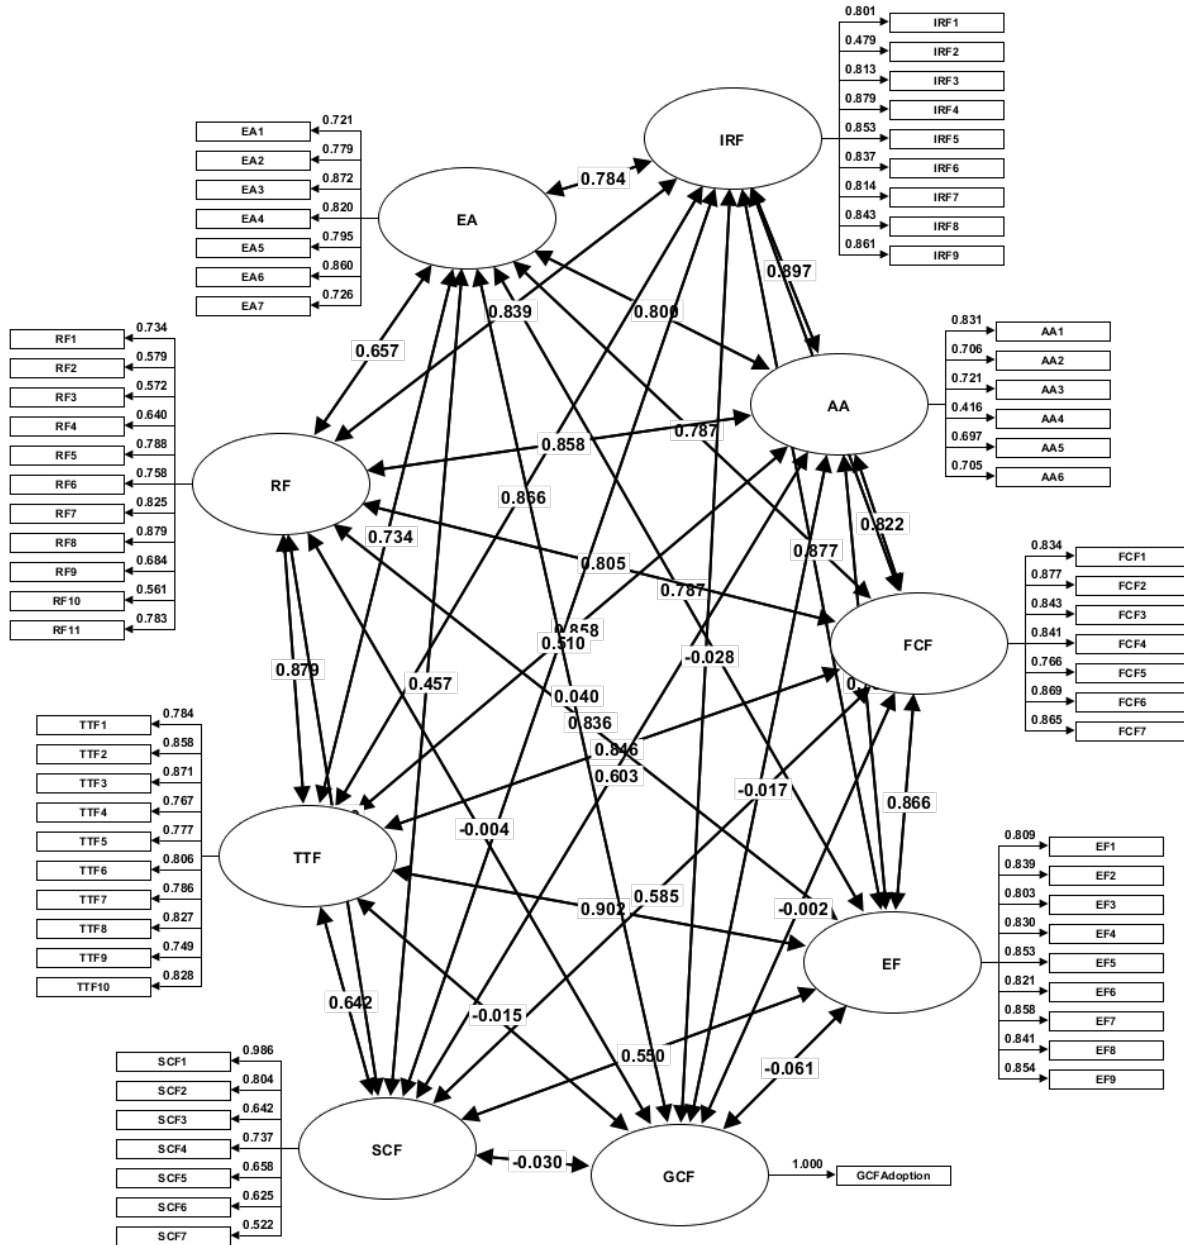 0.801 IRF1
0.479 IRF2
0.813 IRF3
0.879 IRF4
0.853 IRF5
0.837 IRF6
0.814 IRF7
0.843 IRF8
0.861 IRF9
IRF
EA1 0.721
EA2 0.779
EA3 0.872
EA4 0.820
EA5 0.795
EA6 0.860
EA7 0.726
EA
0.784
0.897
0.839
0.800
0.657
RF1 0.734
RF2 0.579
RF3 0.572
RF4 0.640
RF5 0.788
RF6 0.758
RF7 0.825
RF8 0.879
RF9 0.684
RF10 0.561
RF11 0.783
RF
0.831 AA1
0.706 AA2
0.721 AA3
0.416 AA4
0.697 AA5
0.705 AA6
AA
0.787
0.858
0.866
0.822
0.734
0.877
0.805
0.787
0.834 FCF1
0.877 FCF2
0.843 FCF3
0.841 FCF4
0.766 FCF5
0.869 FCF6
0.865 FCF7
FCF
0.858
0.510
-0.028
0.879
0.457
0.040
0.836
0.846
0.603
-0.017
0.866
TTF1 0.784
TTF2 0.858
TTF3 0.871
TTF4 0.767
TTF5 0.777
TTF6 0.806
TTF7 0.786
TTF8 0.827
TTF9 0.749
TTF10 0.828
TTF
-0.004
0.585
0.902
-0.002
0.809 EF1
0.839 EF2
0.803 EF3
0.830 EF4
0.853 EF5
0.821 EF6
0.858 EF7
0.841 EF8
0.854 EF9
EF
0.642
-0.015
0.550
-0.061
SCF1 0.986
SCF2 0.804
SCF3 0.642
SCF4 0.737
SCF5 0.658
SCF6 0.625
SCF7 0.522
SCF
-0.030
GCF
1.000 GCFAdoption